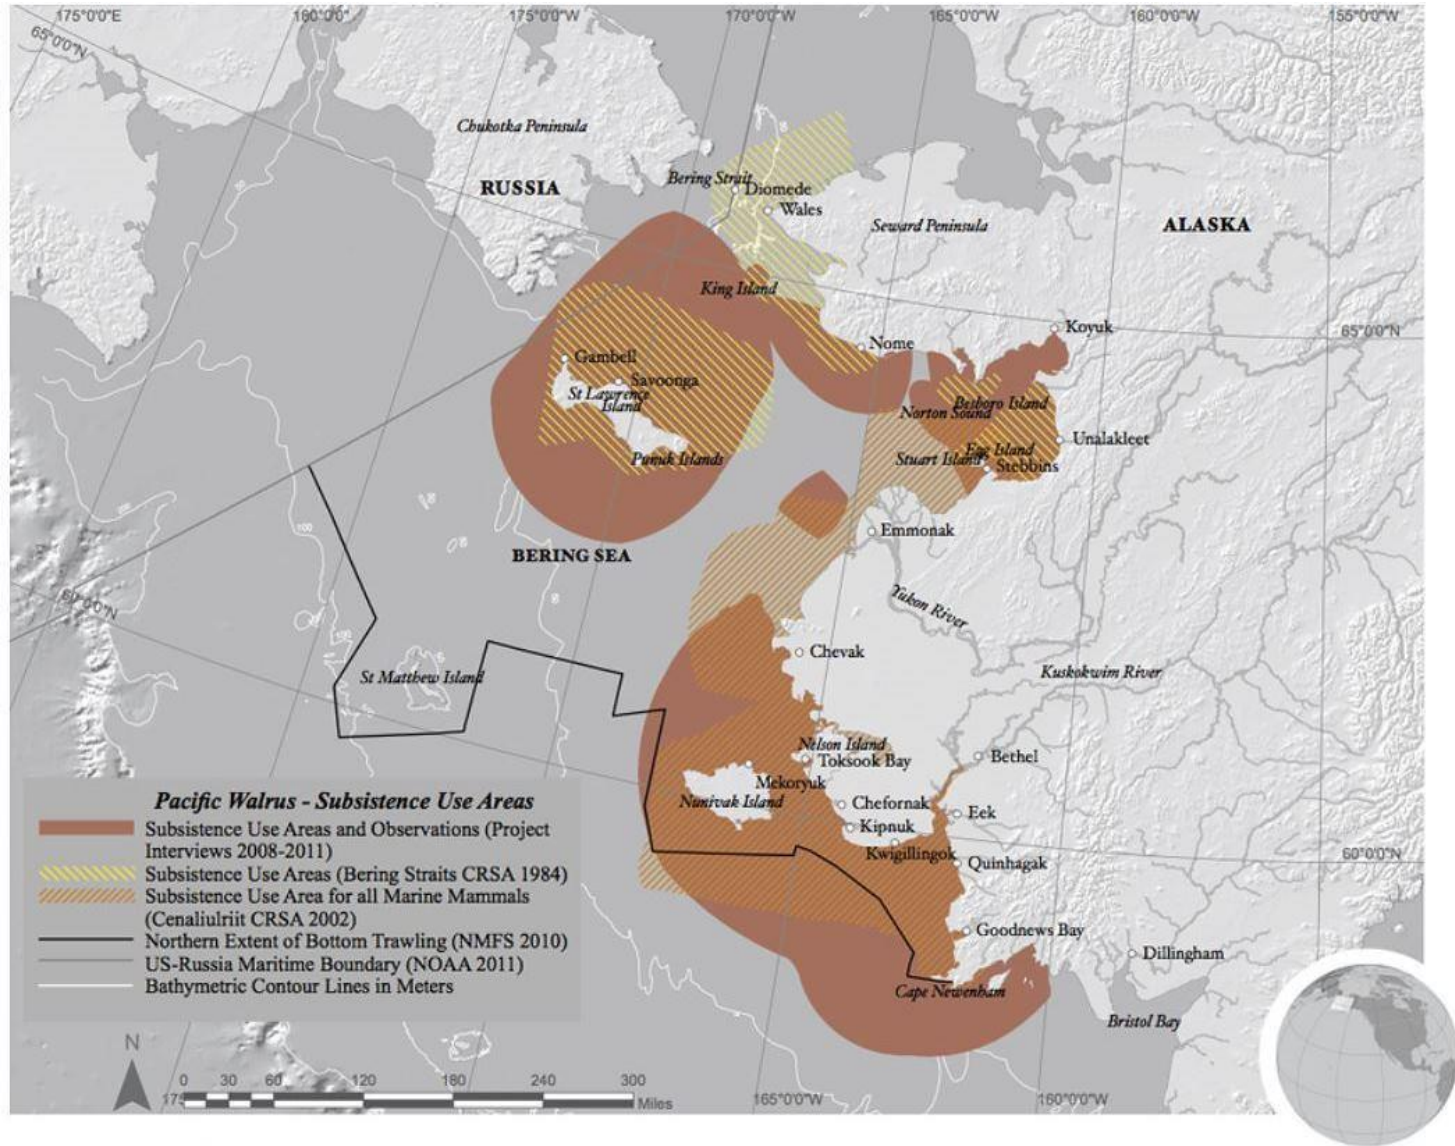 175°0'0"E
180°0'0"
175°0'0"W
170°0'0"W
165°0'0"W
160°0'0"W
155°0'0"W
65°0'0"N
Chukotka Peninsula
RUSSIA
Bering Strait
Diomede
Wales
Seward Peninsula
ALASKA
King Island
Koyuk
65°0'0"N
Nome
Gambell
Savoonga
St Lawrence
Island
Besboro Island
Norton Sound
Unalakleet
Egg Island
Stuart Island
Stebbins
Punuk Islands
100
Emmonak
BERING SEA
60°0'0"N
Yukon River
Chevak
Kuskokwim River
St Matthew Island
Nelson Island
Toksook Bay
Bethel
Mekoryuk
Nunivak Island
Chefornak
Eek
Kipnuk
Kwigillingok
Quinhagak
60°0'0"N
Goodnews Bay
Dillingham
Cape Newenham
Bristol Bay
Pacific Walrus - Subsistence Use Areas
Subsistence Use Areas and Observations (Project
Interviews 2008-2011)
Subsistence Use Areas (Bering Straits CRSA 1984)
Subsistence Use Area for all Marine Mammals
(Cenaliulriit CRSA 2002)
Northern Extent of Bottom Trawling (NMFS 2010)
US-Russia Maritime Boundary (NOAA 2011)
Bathymetric Contour Lines in Meters
N
0 30 60 120 180 240 300
Miles
165°0'0"W
160°0'0"W